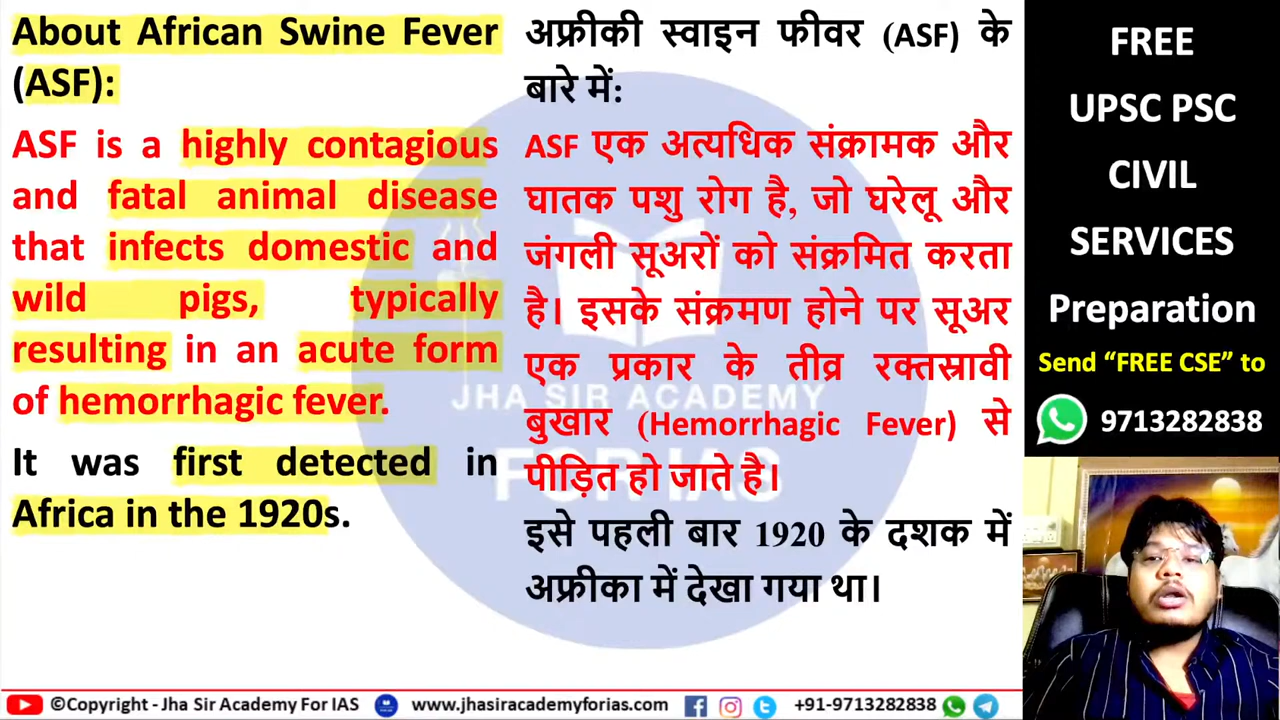 About African Swine Fever
(ASF):
ASF is a highly contagious
and fatal animal disease
that infects domestic and
wild pigs, typically
resulting in an acute form
of hemorrhagic fever.
It was first detected in
Africa in the 1920s.
अफ्रीकी स्वाइन फीवर (ASF) के
बारे में:
ASF एक अत्यधिक संक्रामक और
घातक पशु रोग है, जो घरेलू और
जंगली सूअरों को संक्रमित करता
है। इसके संक्रमण होने पर सूअर
एक प्रकार के तीव्र रक्तस्रावी
बुखार (Hemorrhagic Fever) से
पीड़ित हो जाते है।
इसे पहली बार 1920 के दशक में
अफ्रीका में देखा गया था।
JHA SIR ACADEMY
FOR IAS
FREE
UPSC PSC
CIVIL
SERVICES
Preparation
Send “FREE CSE” to
9713282838
©Copyright - Jha Sir Academy For IAS www.jhasiracademyforias.com +91-9713282838